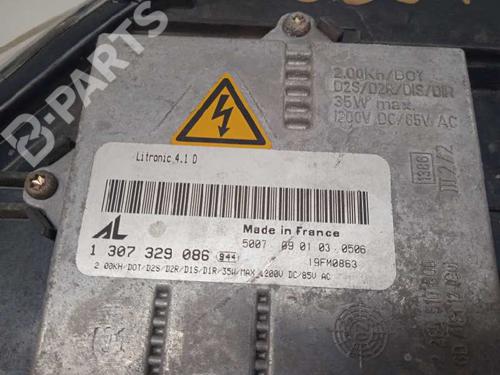 B-PARTS
2.00Kh/DOT
D2S/D2R/D1S/D1R
35W max.
1200V DC/85V AC
1386
Litronic 4.1 D
AL
Made in France
1 307 329 086 944
5007 09 01 03 0506
19FM0863
2.00KH/DOT/D2S/D2R/D1S/D1R/35W/MAX 1200V DC/85V AC